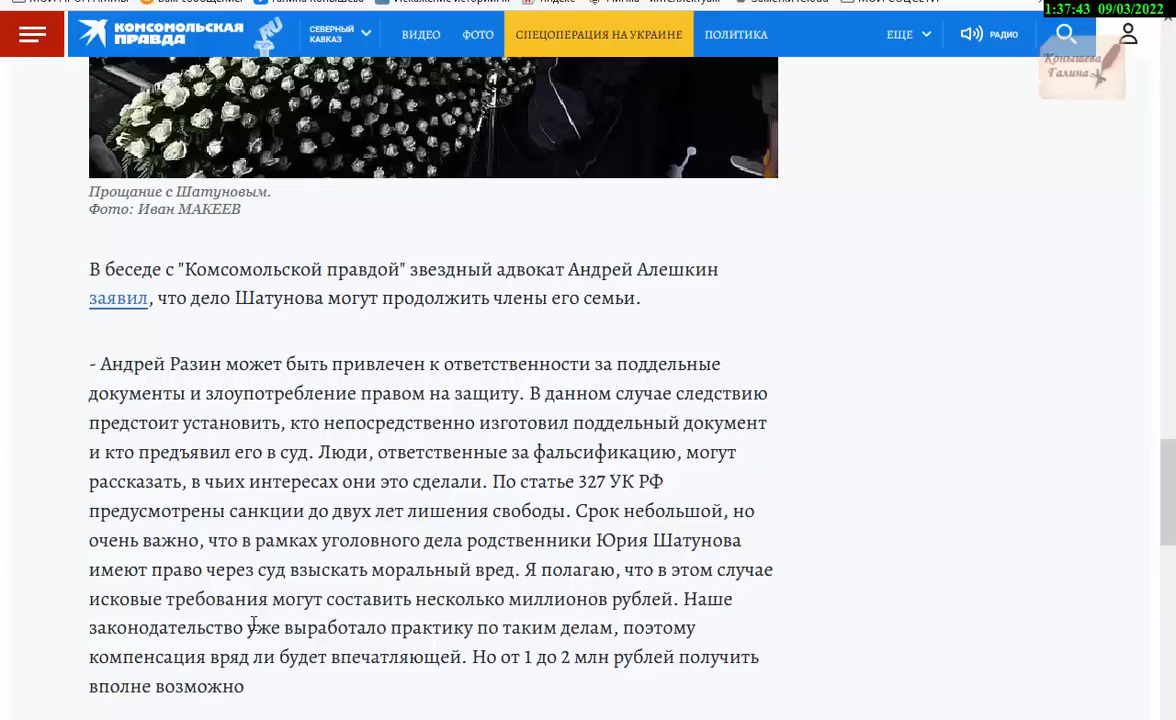 1:37:43 09/03/2022
КОМСОМОЛЬСКАЯ
ПРАВДА
.RU
СЕВЕРНЫЙ
КАВКАЗ
ВИДЕО
ФОТО
СПЕЦОПЕРАЦИЯ НА УКРАИНЕ
ПОЛИТИКА
ЕЩЕ
РАДИО
Конышева
Галина
Прощание с Шатуновым.
Фото: Иван МАКЕЕВ
В беседе с "Комсомольской правдой" звездный адвокат Андрей Алешкин
заявил, что дело Шатунова могут продолжить члены его семьи.
- Андрей Разин может быть привлечен к ответственности за поддельные
документы и злоупотребление правом на защиту. В данном случае следствию
предстоит установить, кто непосредственно изготовил поддельный документ
и кто предъявил его в суд. Люди, ответственные за фальсификацию, могут
рассказать, в чьих интересах они это сделали. По статье 327 УК РФ
предусмотрены санкции до двух лет лишения свободы. Срок небольшой, но
очень важно, что в рамках уголовного дела родственники Юрия Шатунова
имеют право через суд взыскать моральный вред. Я полагаю, что в этом случае
исковые требования могут составить несколько миллионов рублей. Наше
законодательство уже выработало практику по таким делам, поэтому
компенсация вряд ли будет впечатляющей. Но от 1 до 2 млн рублей получить
вполне возможно